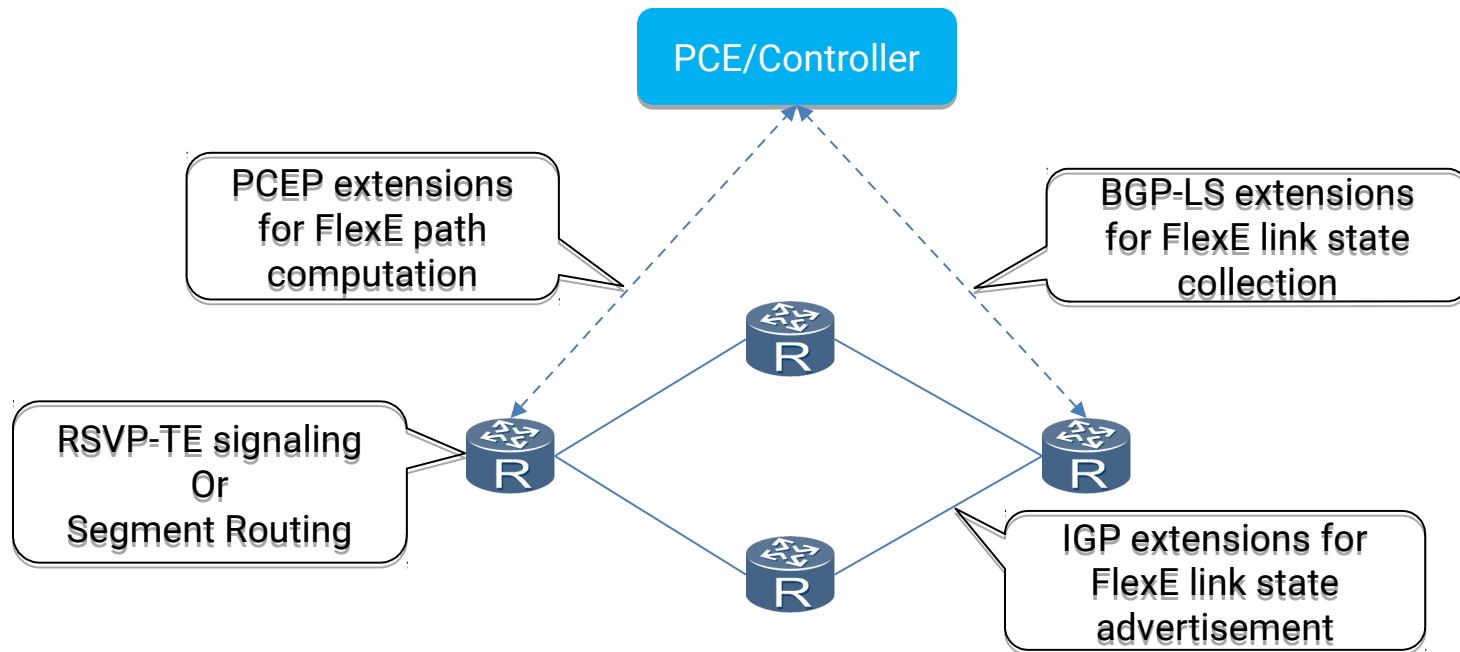 PCE/Controller
PCEP extensions
for FlexE path
computation
BGP-LS extensions
for FlexE link state
collection
R
RSVP-TE signaling
Or
Segment Routing
R
R
R
IGP extensions for
FlexE link state
advertisement